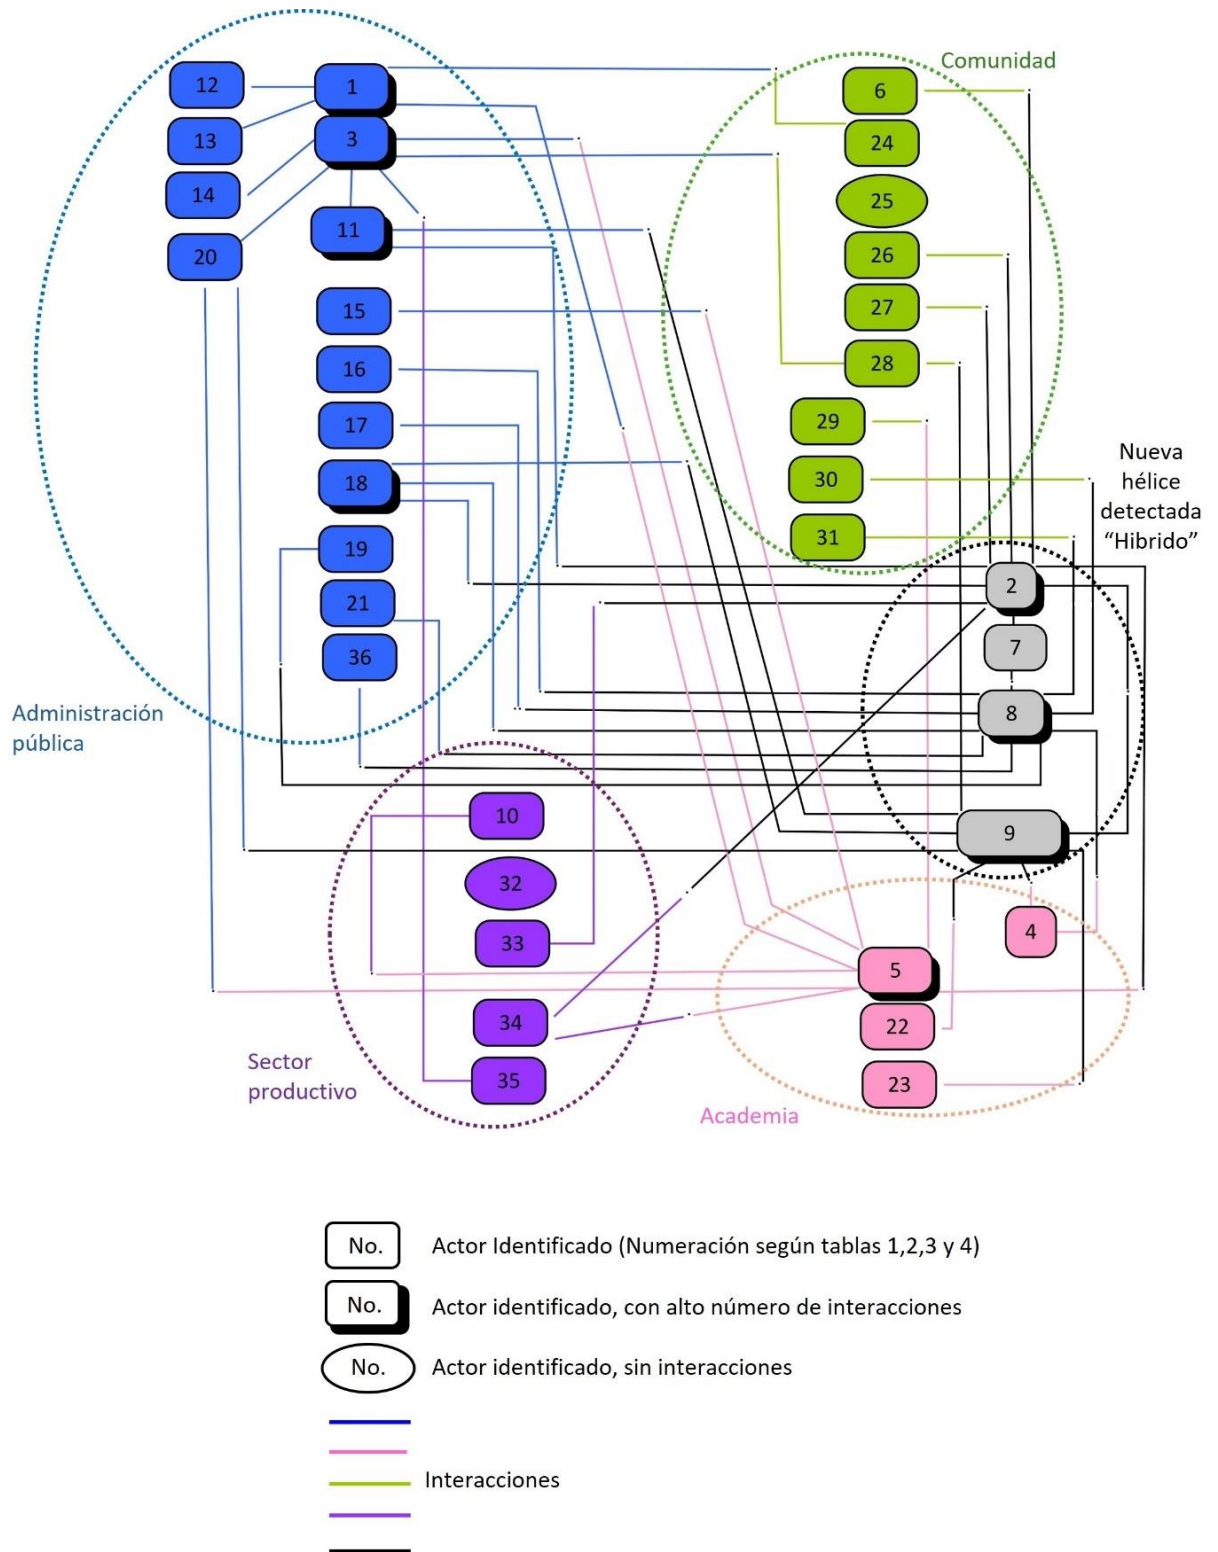 Comunidad
12
1
6
13
3
24
14
25
11
20
26
15
27
16
28
17
29
Nueva
hélice
detectada
“Hibrido”
18
30
19
31
21
2
36
7
Administración
pública
8
10
9
32
33
4
5
34
22
Sector
productivo
35
23
Academia
No. Actor Identificado (Numeración según tablas 1,2,3 y 4)
No. Actor identificado, con alto número de interacciones
No. Actor identificado, sin interacciones
Interacciones